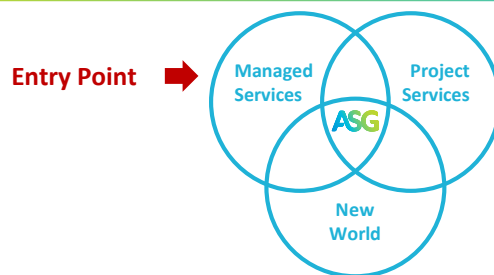 Entry Point
Managed
Services
Project
Services
ASG
New
World